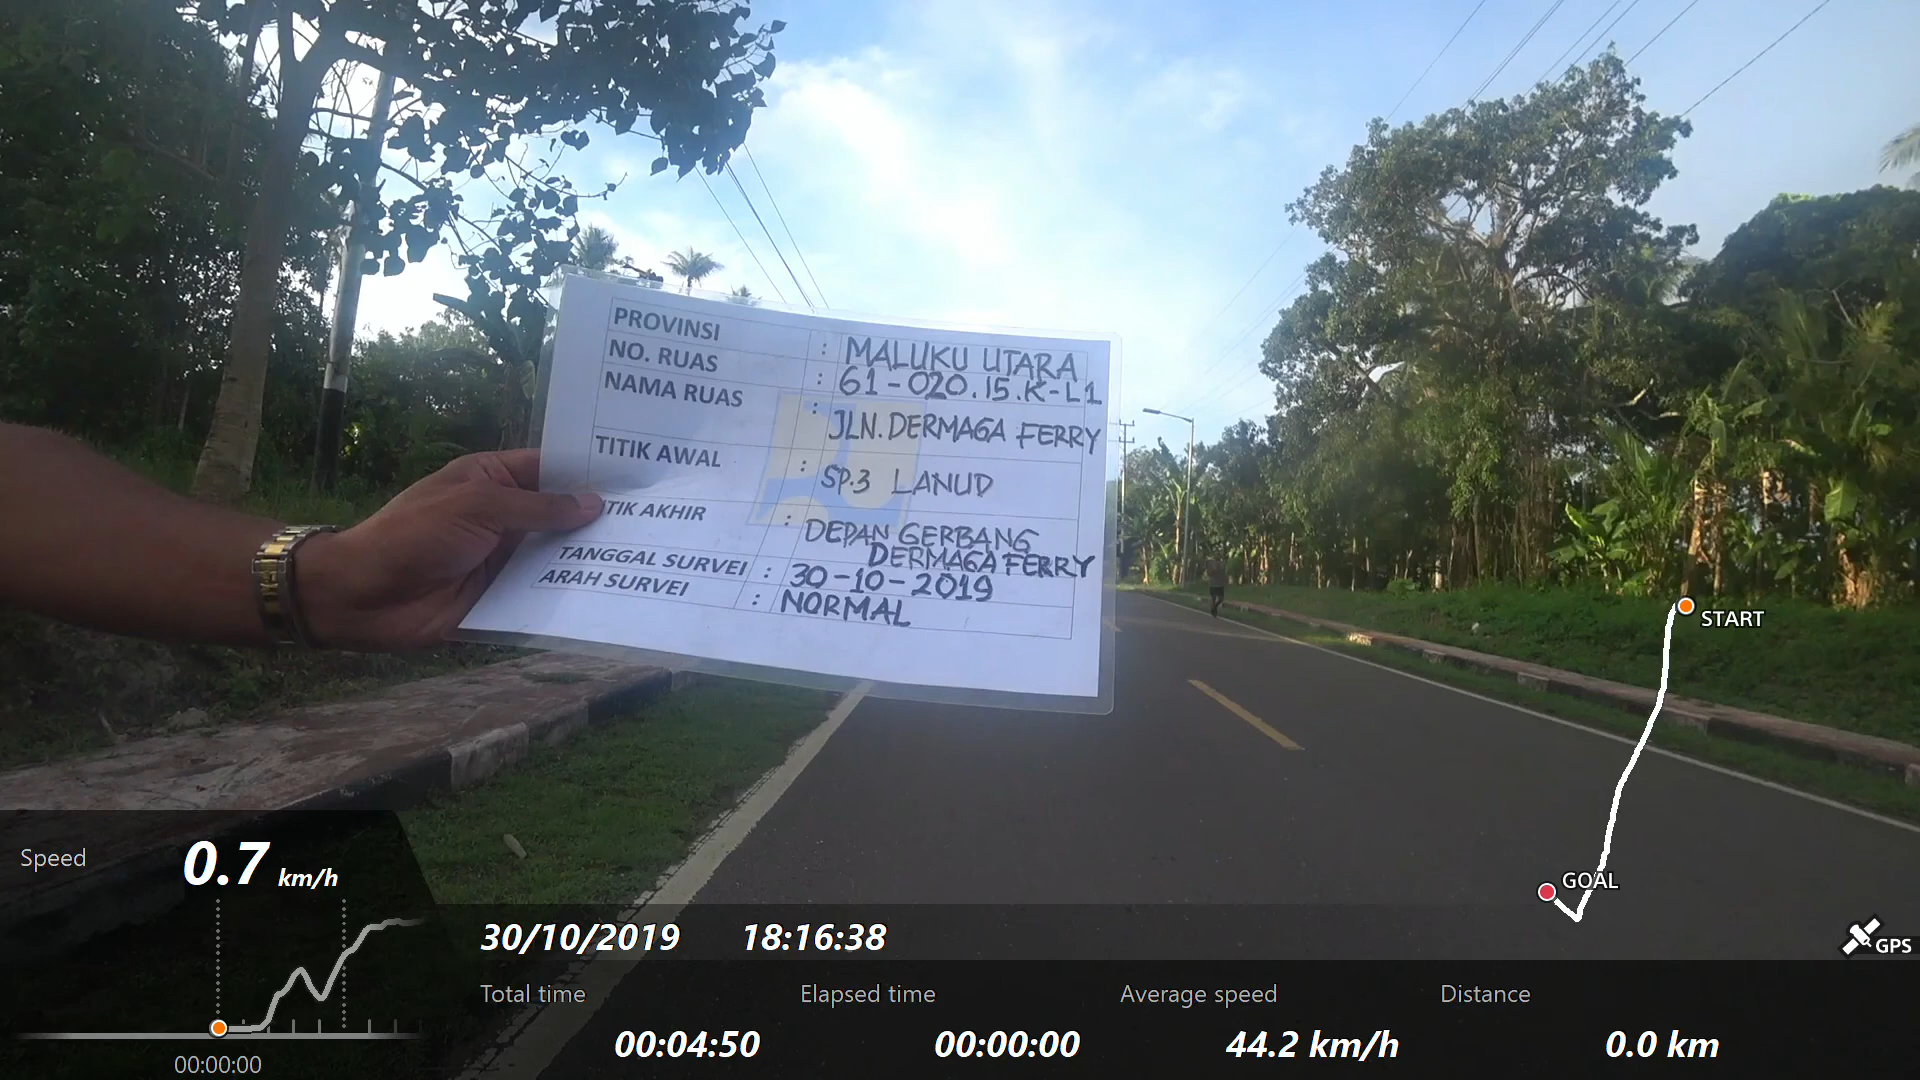 PROVINSI : MALUKU UTARA
NO. RUAS : 61-020.15.K-L1
NAMA RUAS : JLN. DERMAGA FERRY
TITIK AWAL : SP.3 LANUD
TIK AKHIR : DEPAN GERBANG
DERMAGA FERRY
TANGGAL SURVEI : 30-10-2019
ARAH SURVEI : NORMAL
START
GOAL
GPS
Speed 0.7 km/h
00:00:00
30/10/2019 18:16:38
Total time Elapsed time Average speed Distance
00:04:50 00:00:00 44.2 km/h 0.0 km